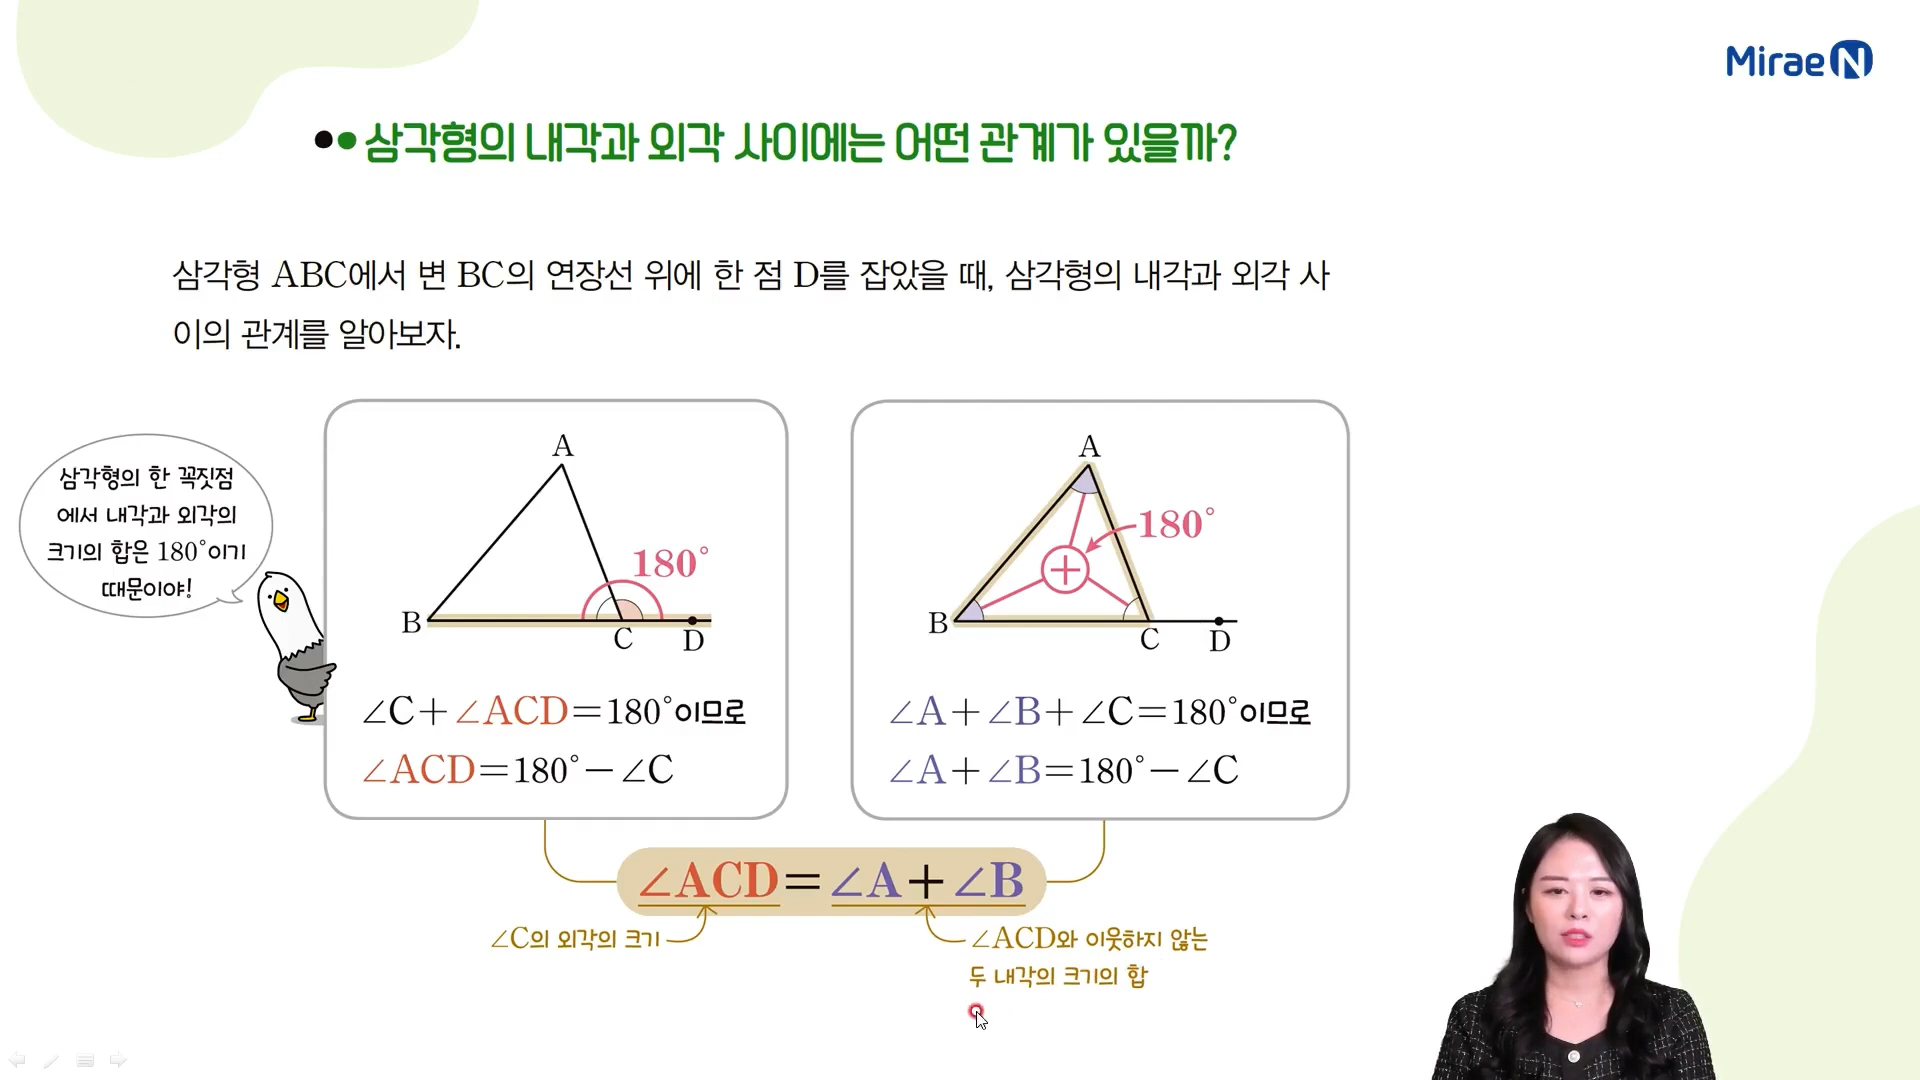 MiraeN
삼각형의 내각과 외각 사이에는 어떤 관계가 있을까?
삼각형 ABC에서 변 BC의 연장선 위에 한 점 D를 잡았을 때, 삼각형의 내각과 외각 사
이의 관계를 알아보자.
삼각형의 한 꼭짓점
에서 내각과 외각의
크기의 합은 180°이기
때문이야!
A
180°
B
C
D
∠C+∠ACD=180°이므로
∠ACD=180°-∠C
A
180°
B
C
D
∠A+∠B+∠C=180°이므로
∠A+∠B=180°-∠C
∠ACD=∠A+∠B
∠C의 외각의 크기
∠ACD와 이웃하지 않는
두 내각의 크기의 합